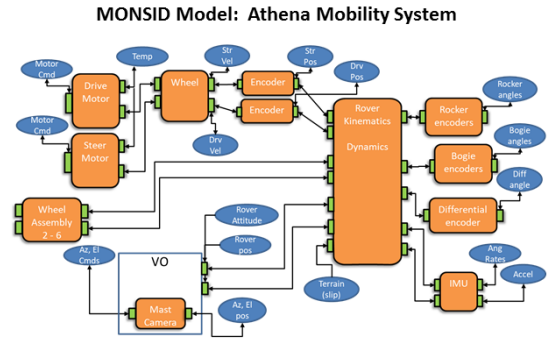 MONSID Model: Athena Mobility System
Motor
Cmd
Temp
Str
Vel
Str
Pos
Drv
Pos
Drive
Motor
Wheel
Encoder
Encoder
Rover
Kinematics
Dynamics
Rocker
encoders
Rocker
angles
Motor
Cmd
Steer
Motor
Drv
Vel
Bogie
encoders
Bogie
angles
Wheel
Assembly
2 - 6
Differential
encoder
Diff
angle
Rover
Attitude
Rover
pos
Az, El
Cmds
VO
Mast
Camera
Az, El
pos
Terrain
(slip)
IMU
Ang
Rates
Accel